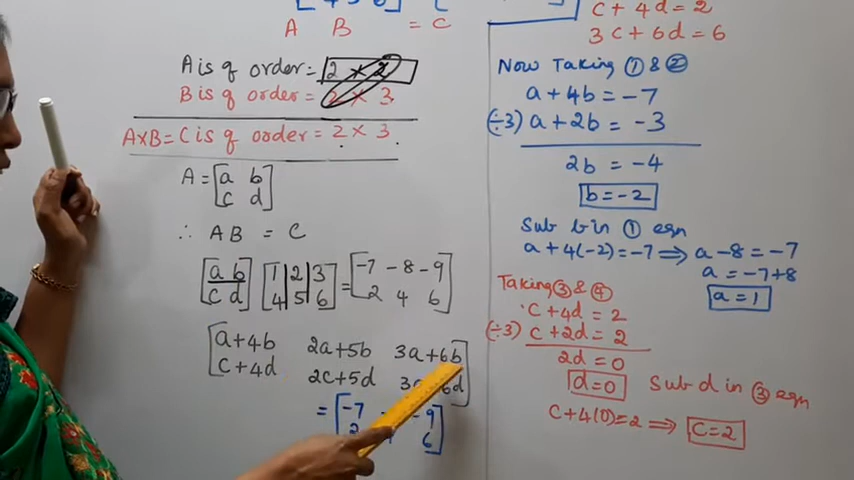 A B = C
A is of order = 2 × 2
B is of order = 2 × 3
A×B = C is of order = 2 × 3
A = [a b
c d]
∴ AB = C
[a b [1 2 3 = [-7 -8 -9
c d] 4 5 6] 2 4 6]
[a+4b 2a+5b 3a+6b
c+4d 2c+5d 3c 6d]
= [-7 -9
2 6]
c + 4d = 2
3c + 6d = 6
Now Taking ① & ②
a + 4b = -7
(÷3) a + 2b = -3
2b = -4
b = -2
Sub b in ① eqn
a + 4(-2) = -7 ⇒ a - 8 = -7
a = -7 + 8
a = 1
Taking ③ & ④
c + 4d = 2
(÷3) c + 2d = 2
2d = 0
d = 0 Sub d in ③ eqn
c + 4(0) = 2 ⇒ c = 2